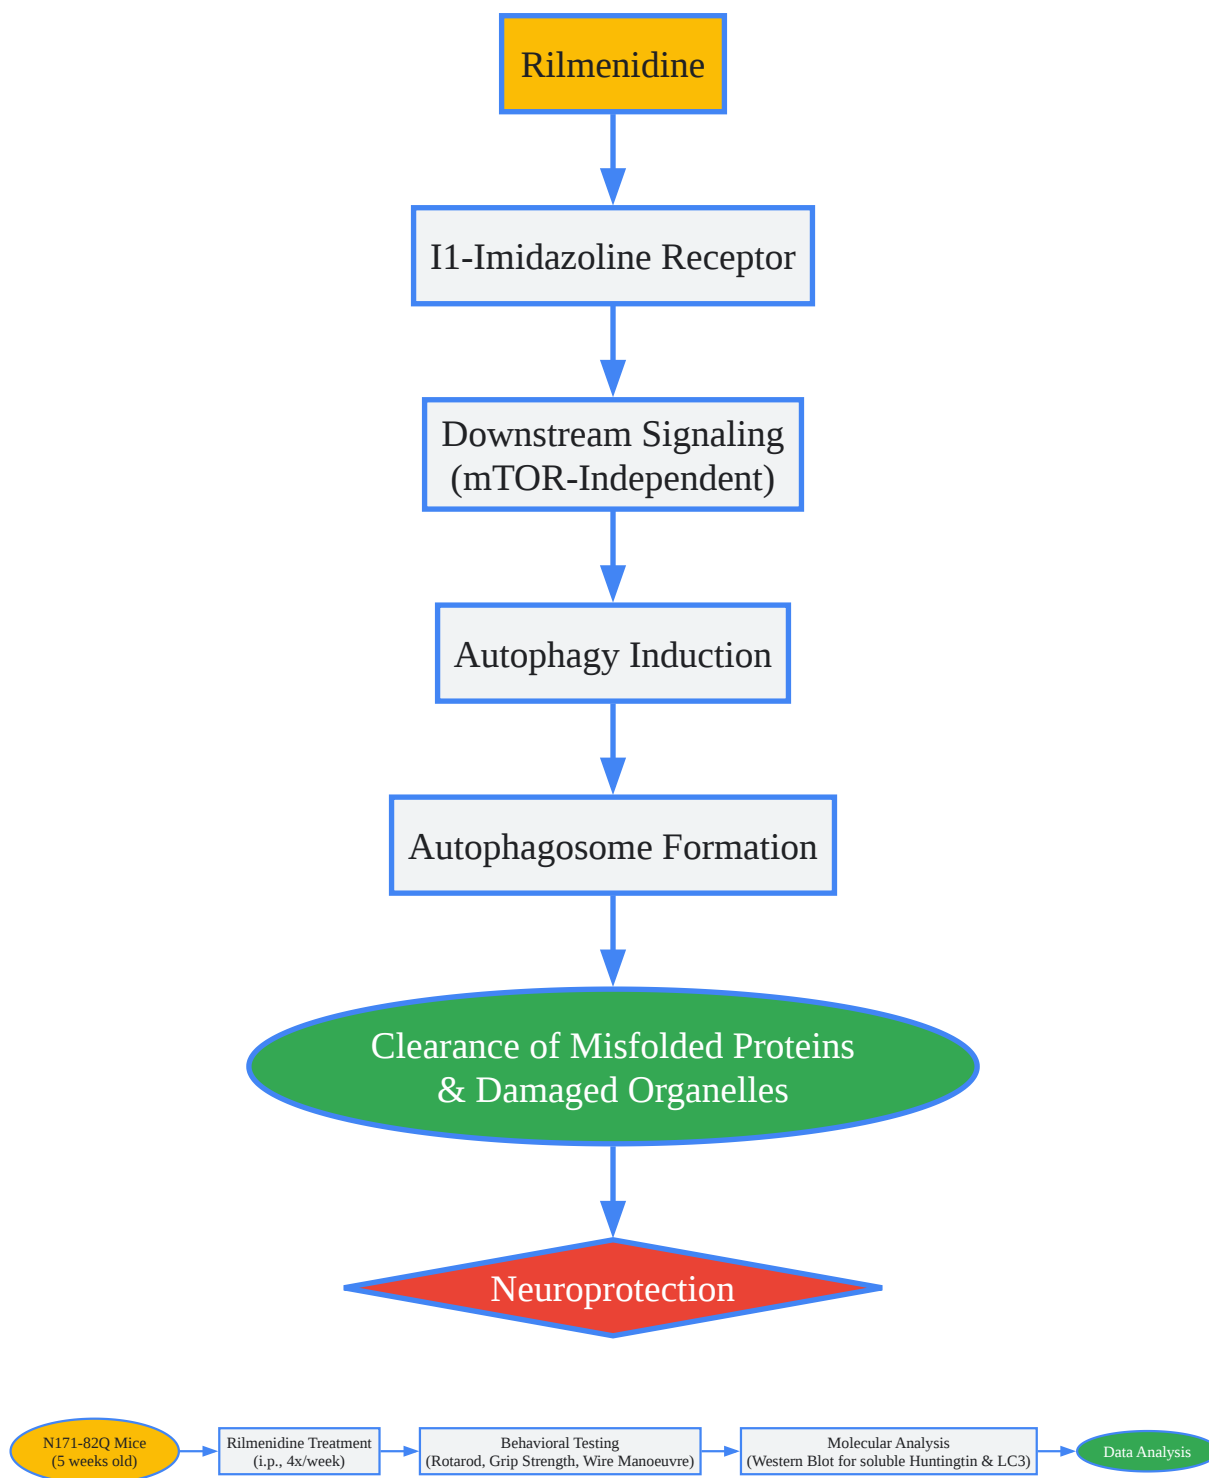 Rilmenidine
I1-Imidazoline Receptor
Downstream Signaling
(mTOR-Independent)
Autophagy Induction
Autophagosome Formation
Clearance of Misfolded Proteins
& Damaged Organelles
Neuroprotection
N171-82Q Mice
(5 weeks old)
Rilmenidine Treatment
(i.p., 4x/week)
Behavioral Testing
(Rotarod, Grip Strength, Wire Manoeuvre)
Molecular Analysis
(Western Blot for soluble Huntingtin & LC3)
Data Analysis